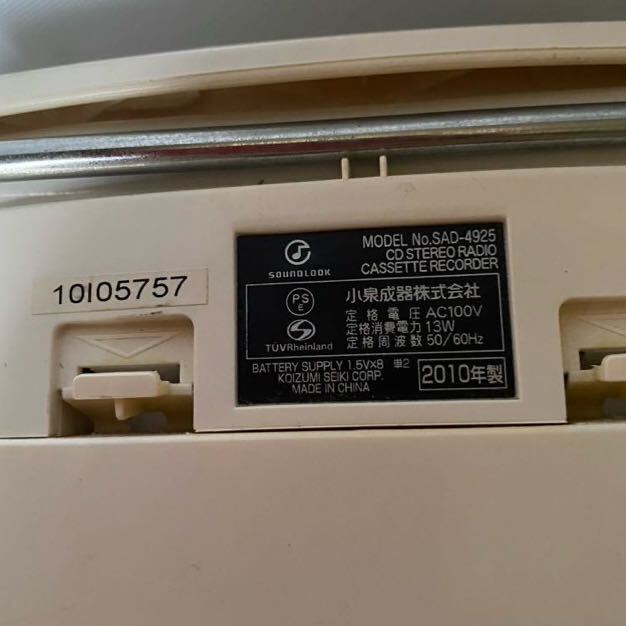 10I05757
SOUNDLOOK
MODEL No.SAD-4925
CD STEREO RADIO
CASSETTE RECORDER
PS
E
TÜVRheinland
小泉成器株式会社
定格電圧 AC100V
定格消費電力 13W
定格周波数 50/60Hz
BATTERY SUPPLY 1.5V×8 単2
KOIZUMI SEIKI CORP.
MADE IN CHINA
2010年製